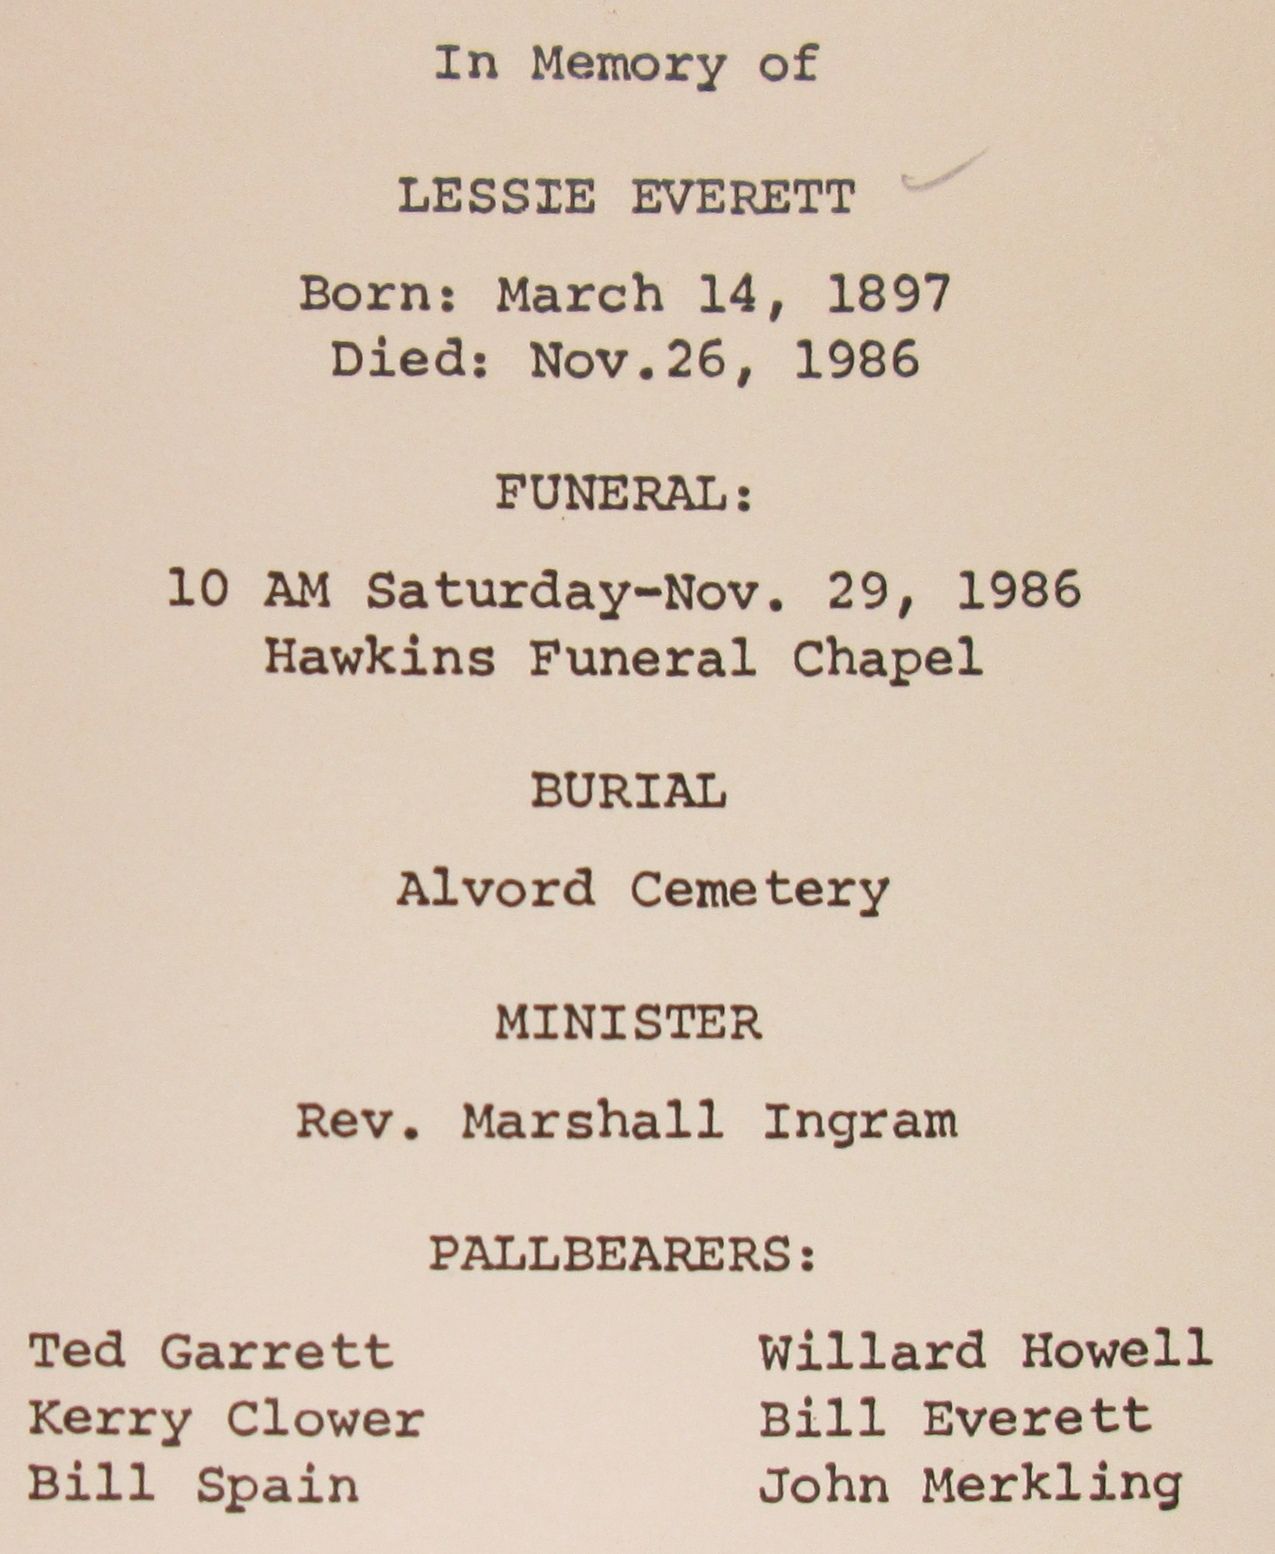 In Memory of
LESSIE EVERETT
Born: March 14, 1897
Died: Nov.26, 1986
FUNERAL:
10 AM Saturday-Nov. 29, 1986
Hawkins Funeral Chapel
BURIAL
Alvord Cemetery
MINISTER
Rev. Marshall Ingram
PALLBEARERS:
Ted Garrett Willard Howell
Kerry Clower Bill Everett
Bill Spain John Merkling